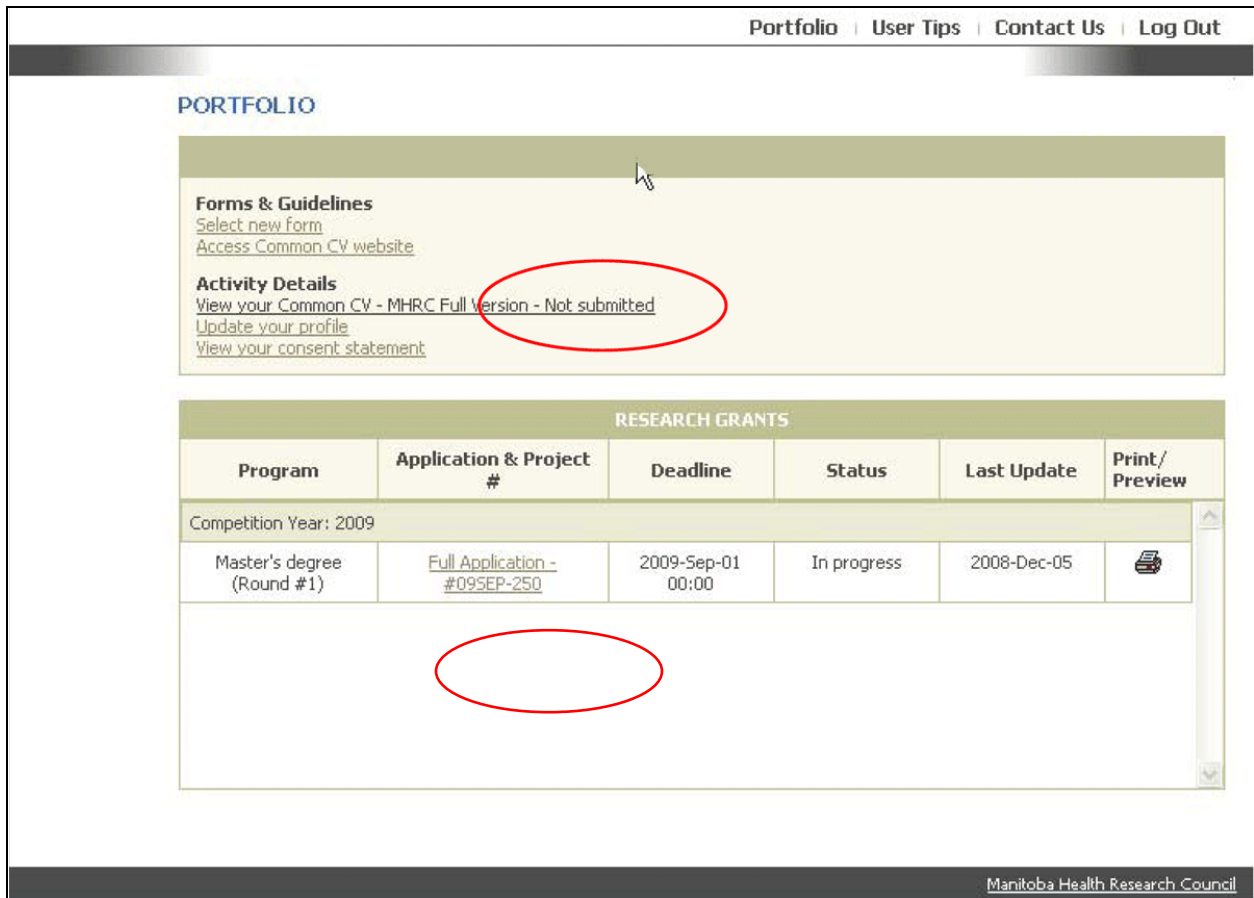 Portfolio | User Tips | Contact Us | Log Out
PORTFOLIO
Forms & Guidelines
Select new form
Access Common CV website
Activity Details
View your Common CV - MHRC Full Version - Not submitted
Update your profile
View your consent statement
RESEARCH GRANTS
Program Application & Project # Deadline Status Last Update Print/ Preview
Competition Year: 2009
Master's degree (Round #1) Full Application - #09SEP-250 2009-Sep-01 00:00 In progress 2008-Dec-05
Manitoba Health Research Council